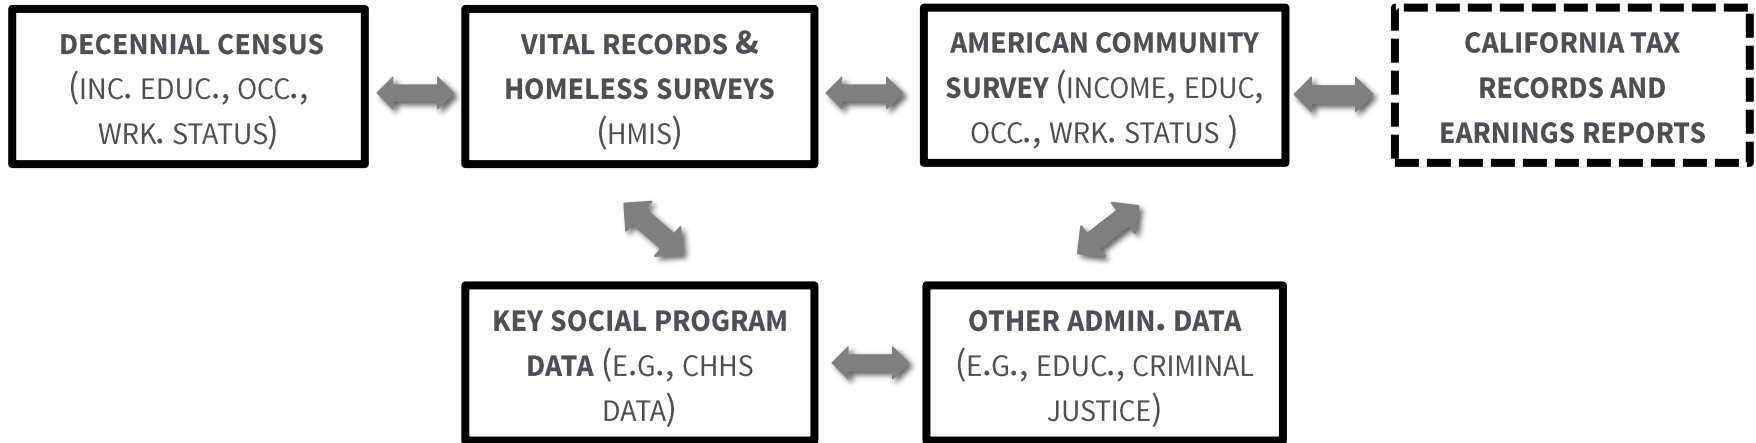 DECENNIAL CENSUS
(INC. EDUC., OCC.,
WRK. STATUS)
VITAL RECORDS &
HOMELESS SURVEYS
(HMIS)
AMERICAN COMMUNITY
SURVEY (INCOME, EDUC,
OCC., WRK. STATUS )
CALIFORNIA TAX
RECORDS AND
EARNINGS REPORTS
KEY SOCIAL PROGRAM
DATA (E.G., CHHS
DATA)
OTHER ADMIN. DATA
(E.G., EDUC., CRIMINAL
JUSTICE)